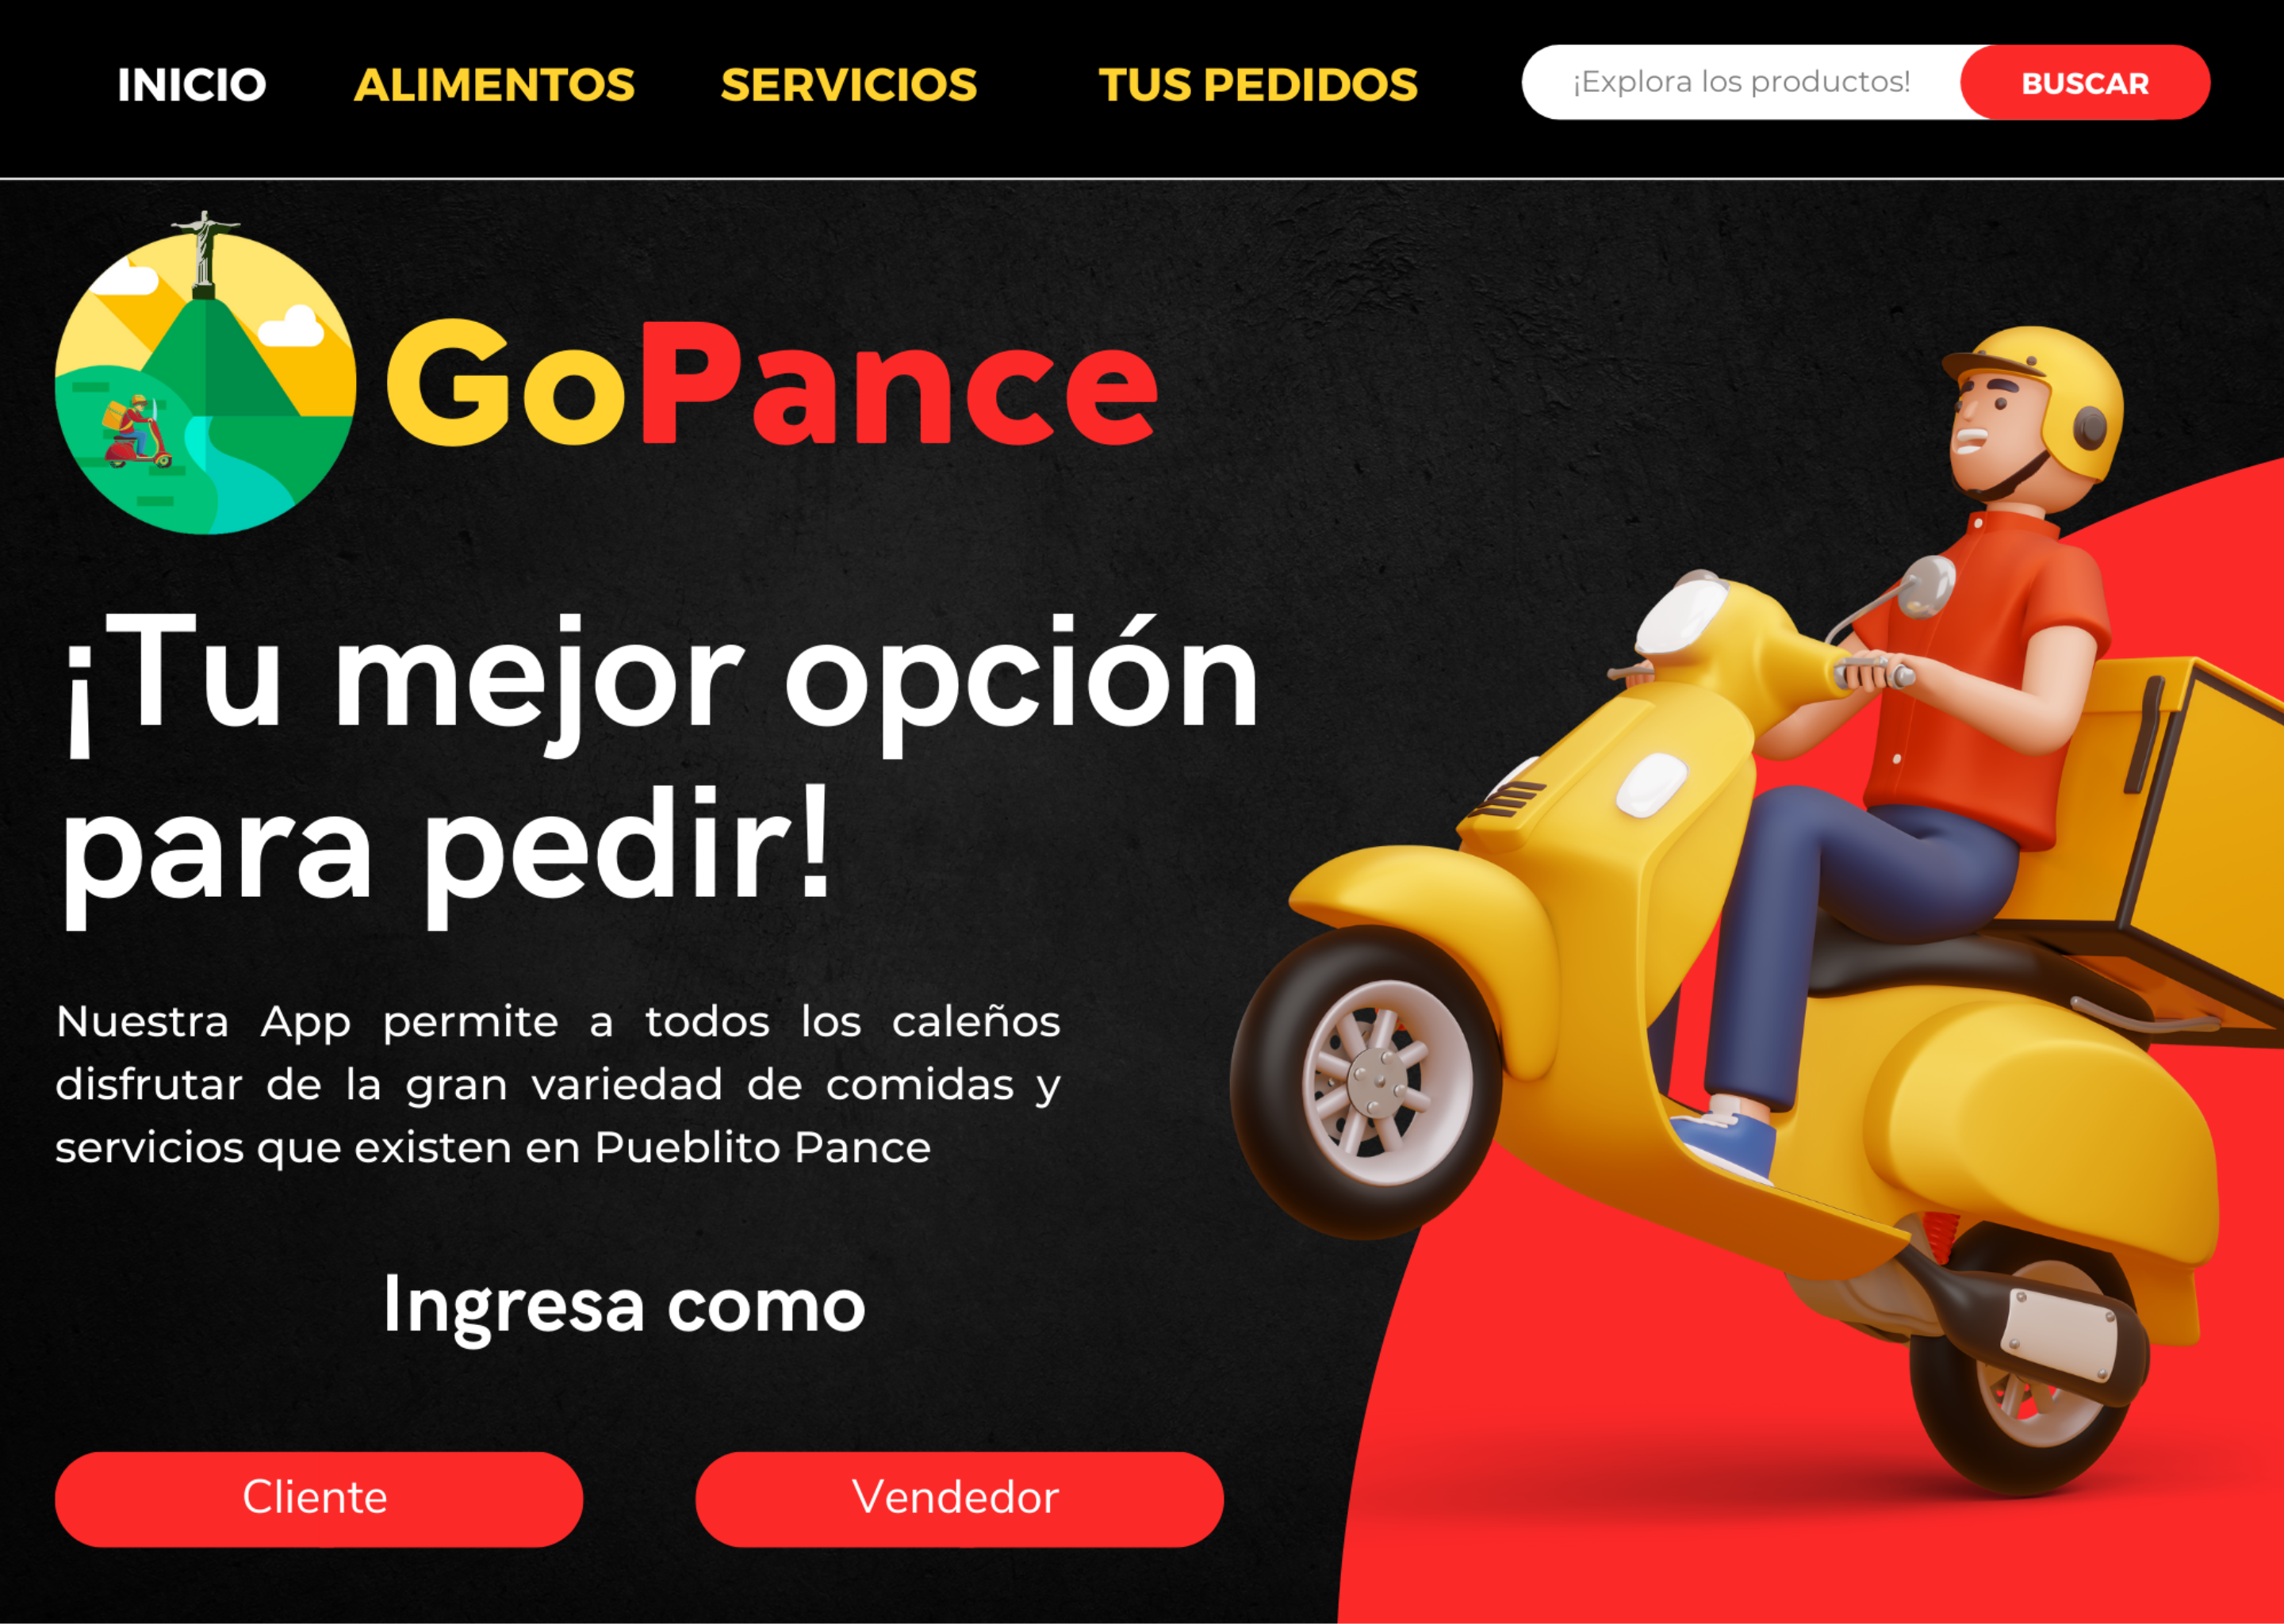 INICIO ALIMENTOS SERVICIOS TUS PEDIDOS ¡Explora los productos! BUSCAR
GoPance
¡Tu mejor opción
para pedir!
Nuestra App permite a todos los caleños
disfrutar de la gran variedad de comidas y
servicios que existen en Pueblito Pance
Ingresa como
Cliente Vendedor